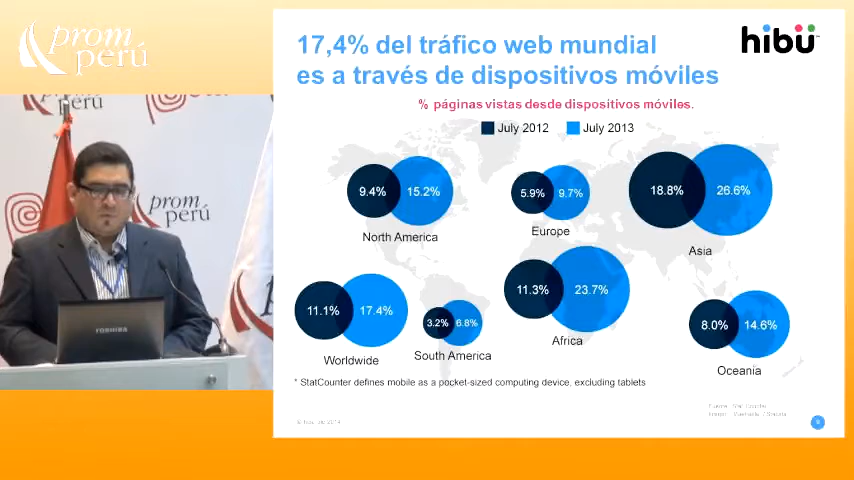 prom
perú
perú
prom
perú
TOSHIBA
17,4% del tráfico web mundial
es a través de dispositivos móviles
hibü
% páginas vistas desde dispositivos móviles.
July 2012
July 2013
9.4%
15.2%
North America
5.9%
9.7%
Europe
18.8%
26.6%
Asia
11.1%
17.4%
Worldwide
3.2%
6.8%
South America
11.3%
23.7%
Africa
8.0%
14.6%
Oceania
* StatCounter defines mobile as a pocket-sized computing device, excluding tablets
9